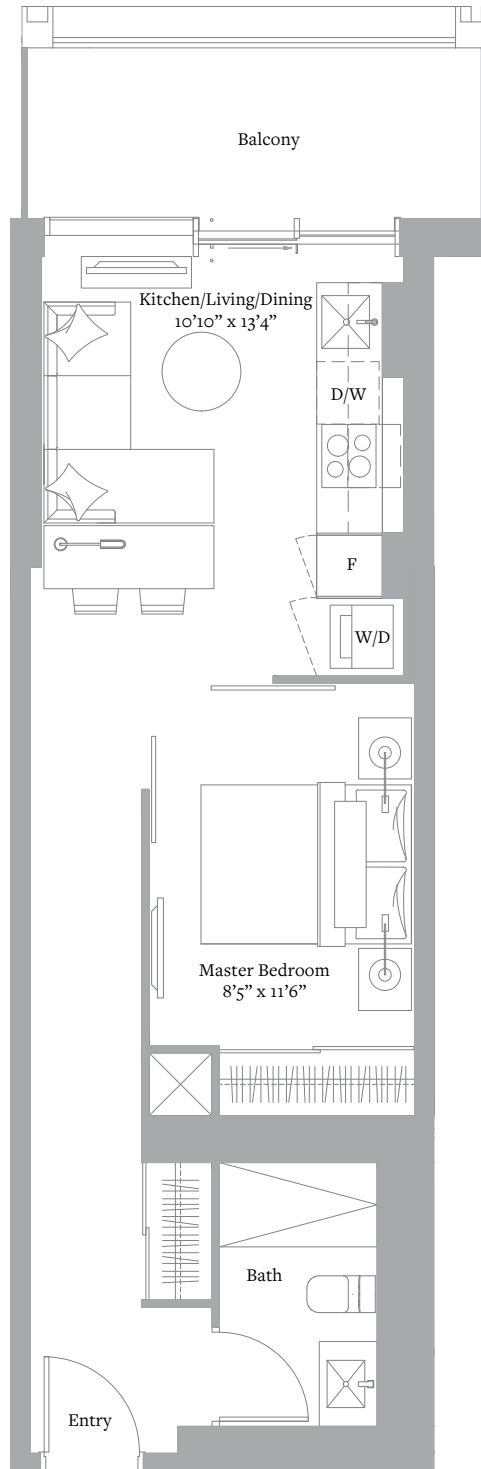 Balcony
Kitchen/Living/Dining
10’10” x 13’4”
D/W
F
W/D
Master Bedroom
8’5” x 11’6”
Bath
Entry